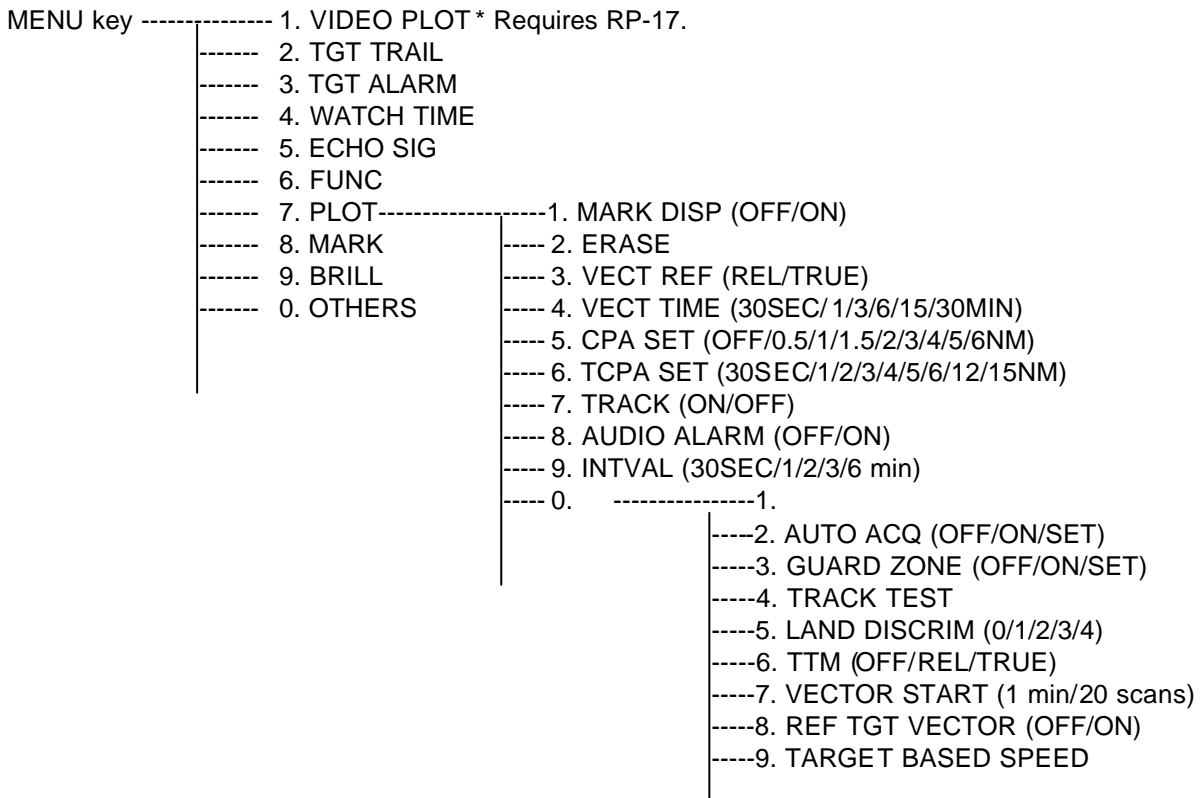 MENU key --------------- 1. VIDEO PLOT * Requires RP-17.
------- 2. TGT TRAIL
------- 3. TGT ALARM
------- 4. WATCH TIME
------- 5. ECHO SIG
------- 6. FUNC
------- 7. PLOT-------------------1. MARK DISP (OFF/ON)
------- 8. MARK ----- 2. ERASE
------- 9. BRILL ----- 3. VECT REF (REL/TRUE)
------- 0. OTHERS ----- 4. VECT TIME (30SEC/ 1/3/6/15/30MIN)
----- 5. CPA SET (OFF/0.5/1/1.5/2/3/4/5/6NM)
----- 6. TCPA SET (30SEC/1/2/3/4/5/6/12/15NM)
----- 7. TRACK (ON/OFF)
----- 8. AUDIO ALARM (OFF/ON)
----- 9. INTVAL (30SEC/1/2/3/6 min)
----- 0. ----------------1.
-----2. AUTO ACQ (OFF/ON/SET)
-----3. GUARD ZONE (OFF/ON/SET)
-----4. TRACK TEST
-----5. LAND DISCRIM (0/1/2/3/4)
-----6. TTM (OFF/REL/TRUE)
-----7. VECTOR START (1 min/20 scans)
-----8. REF TGT VECTOR (OFF/ON)
-----9. TARGET BASED SPEED